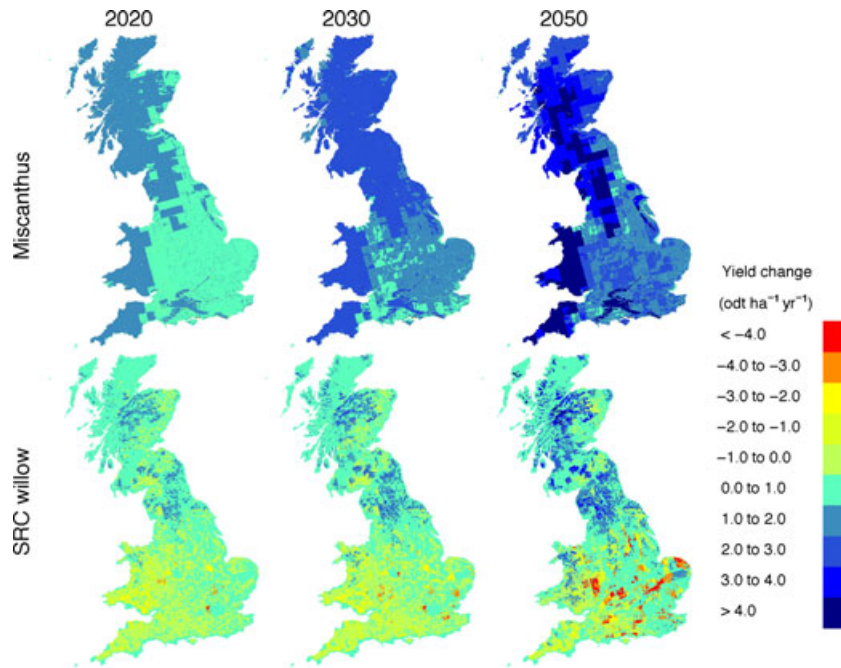 2020 2030 2050
Miscanthus
SRC willow
Yield change
(odt ha⁻¹ yr⁻¹)
< −4.0
−4.0 to −3.0
−3.0 to −2.0
−2.0 to −1.0
−1.0 to 0.0
0.0 to 1.0
1.0 to 2.0
2.0 to 3.0
3.0 to 4.0
> 4.0